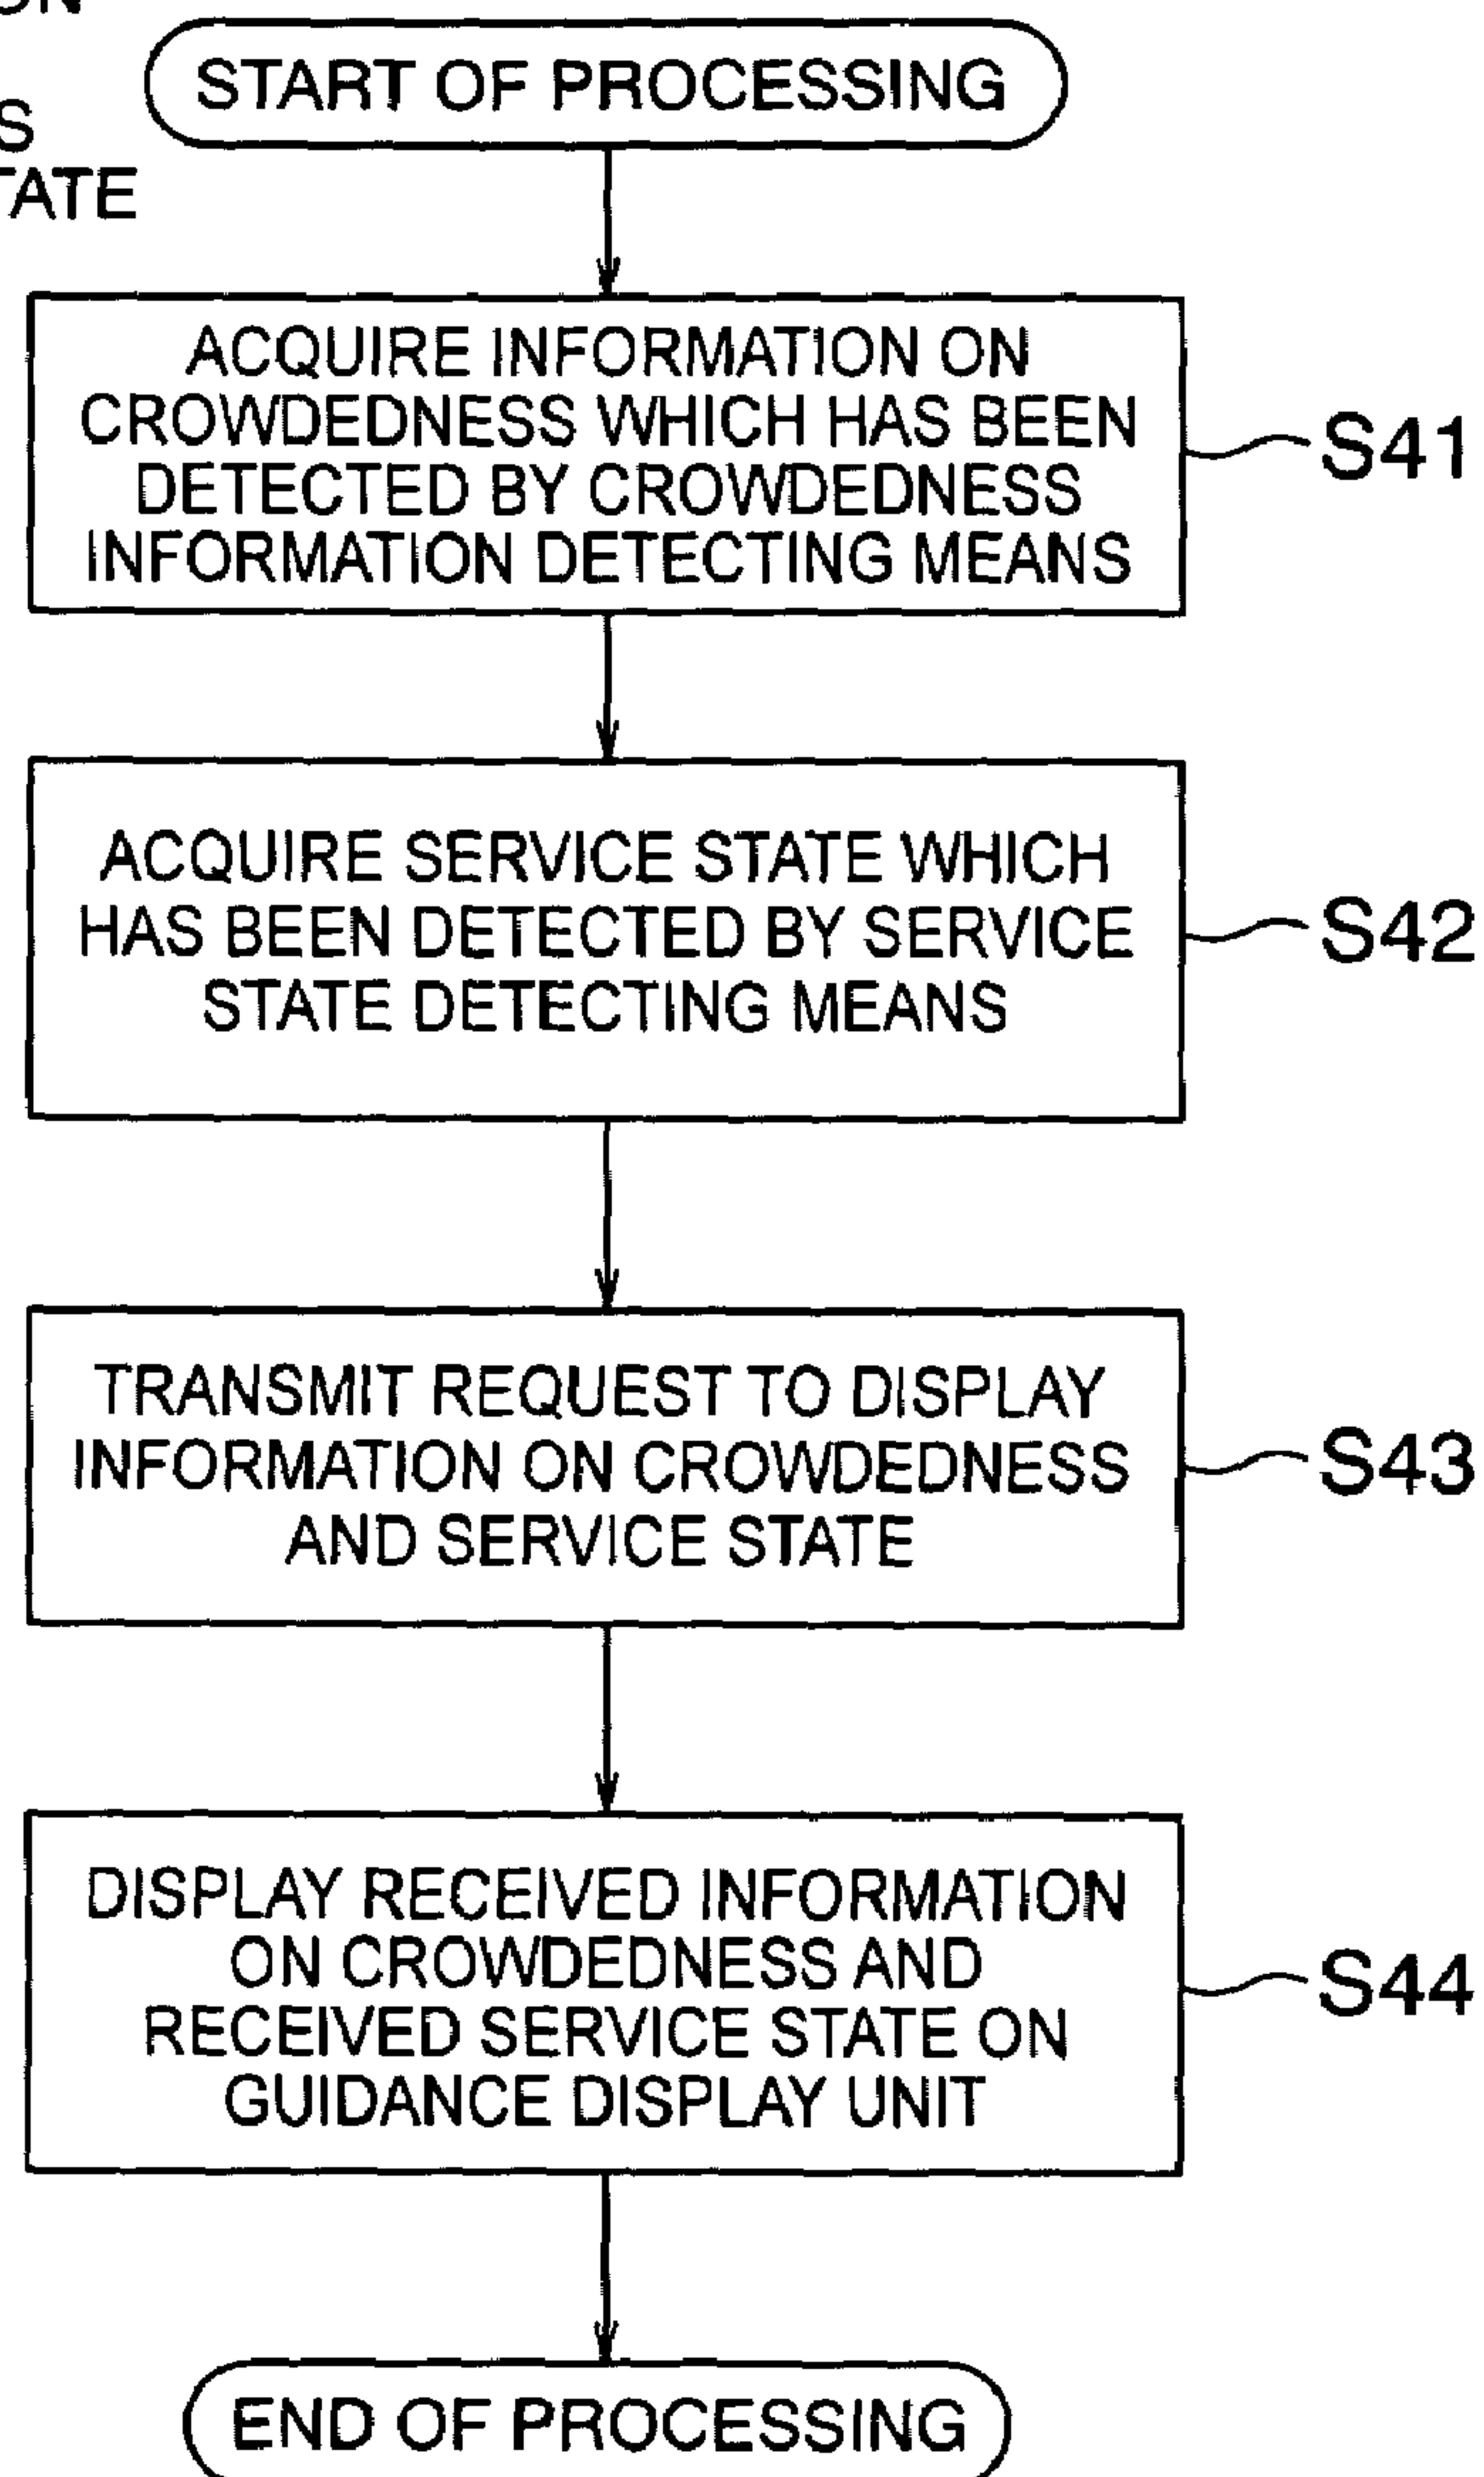 START OF PROCESSING
ACQUIRE INFORMATION ON
CROWDEDNESS WHICH HAS BEEN
DETECTED BY CROWDEDNESS
INFORMATION DETECTING MEANS
S41
ACQUIRE SERVICE STATE WHICH
HAS BEEN DETECTED BY SERVICE
STATE DETECTING MEANS
S42
TRANSMIT REQUEST TO DISPLAY
INFORMATION ON CROWDEDNESS
AND SERVICE STATE
S43
DISPLAY RECEIVED INFORMATION
ON CROWDEDNESS AND
RECEIVED SERVICE STATE ON
GUIDANCE DISPLAY UNIT
S44
END OF PROCESSING